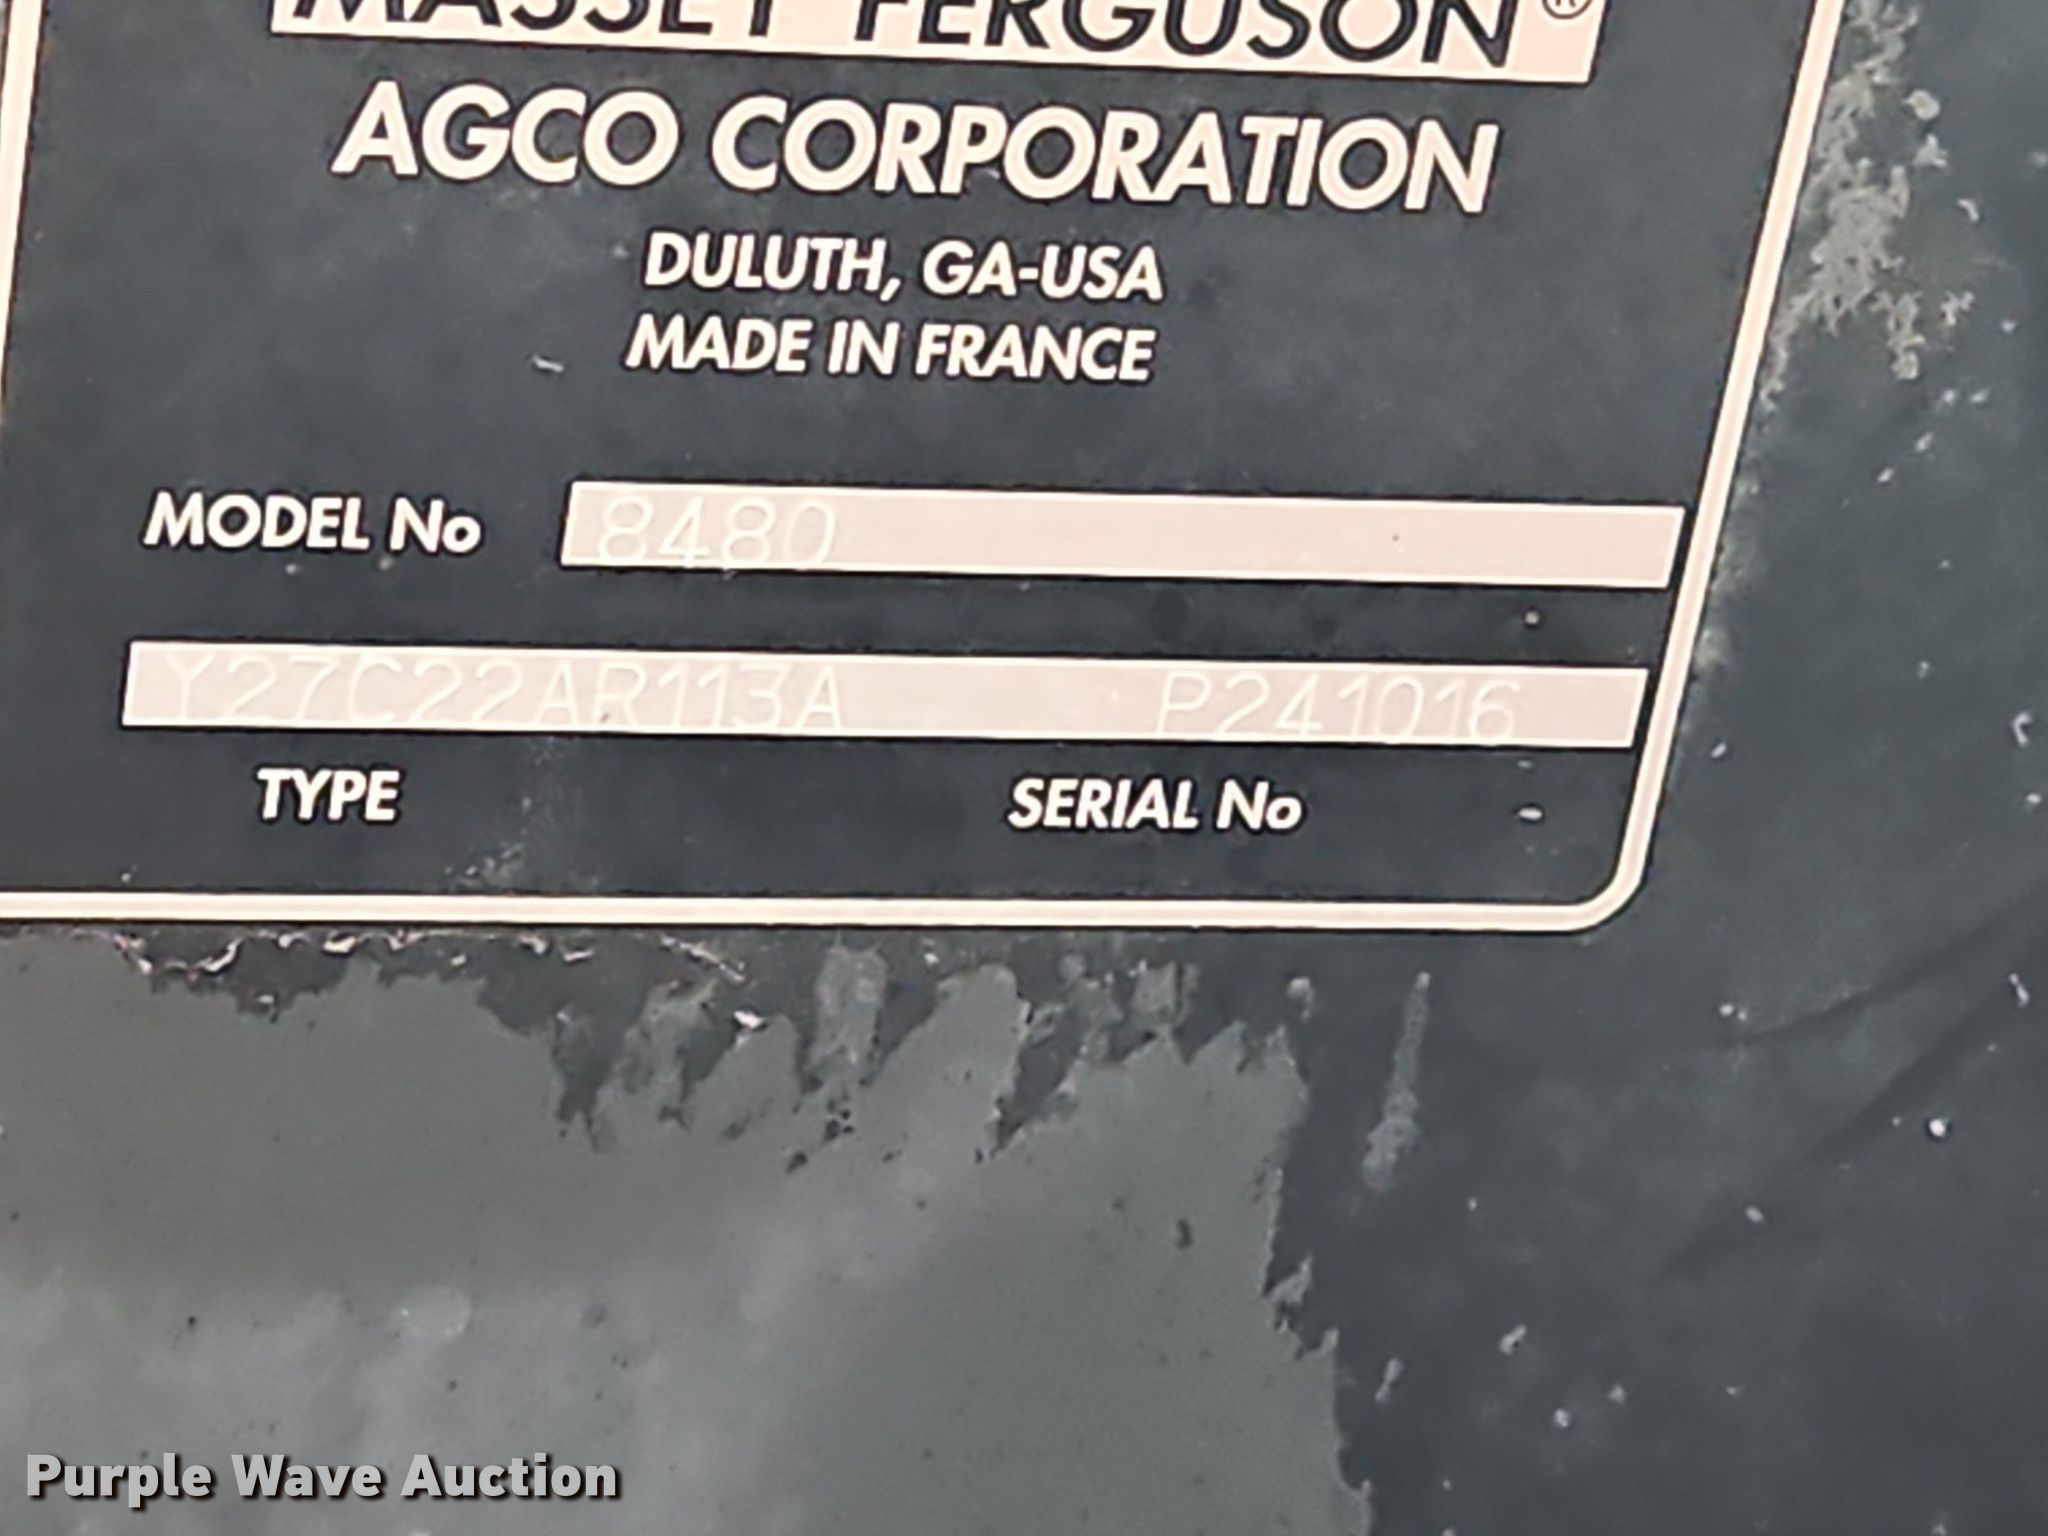 MASSEY FERGUSON®
AGCO CORPORATION
DULUTH, GA-USA
MADE IN FRANCE
MODEL No 8480
Y27C22AR113A P241016
TYPE SERIAL No
Purple Wave Auction